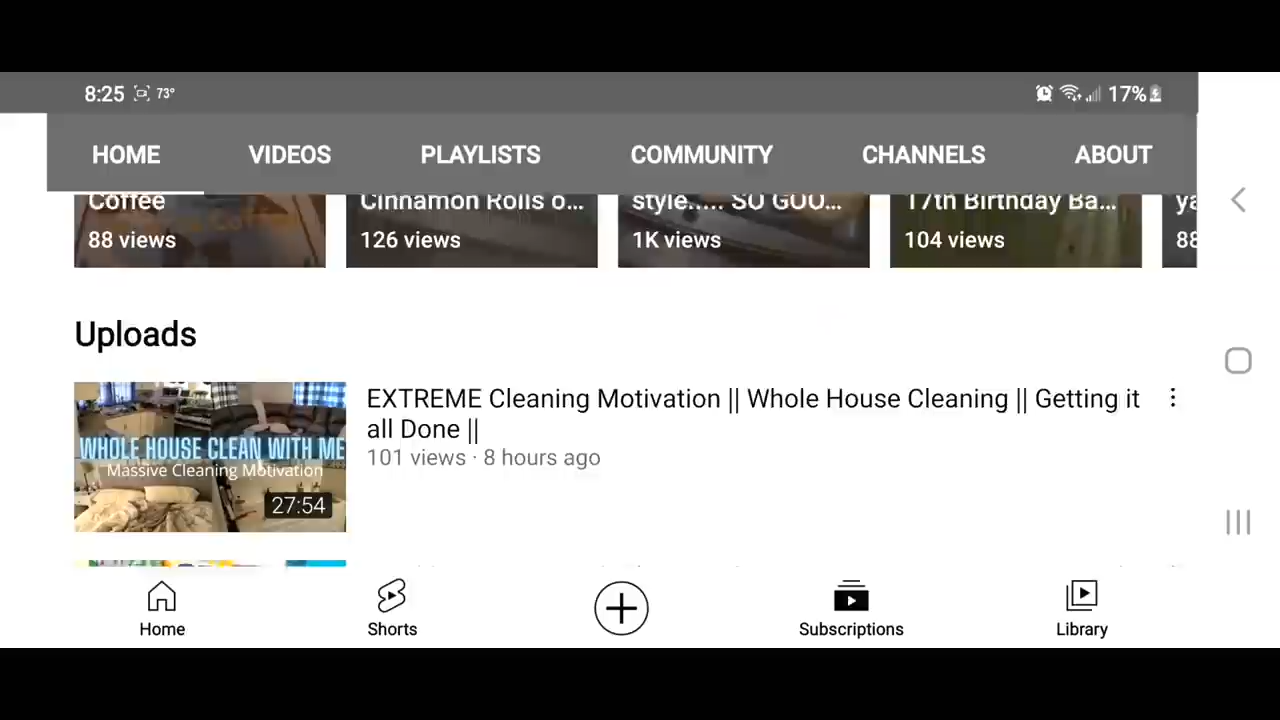 8:25 73° 17%
HOME VIDEOS PLAYLISTS COMMUNITY CHANNELS ABOUT
Coffee Cinnamon Rolls o... style..... SO GOO... 17th Birthday Ba... ya
88 views 126 views 1K views 104 views 88
Uploads
EXTREME Cleaning Motivation || Whole House Cleaning || Getting it
all Done ||
101 views · 8 hours ago
WHOLE HOUSE CLEAN WITH ME
Massive Cleaning Motivation
27:54
Home Shorts Subscriptions Library